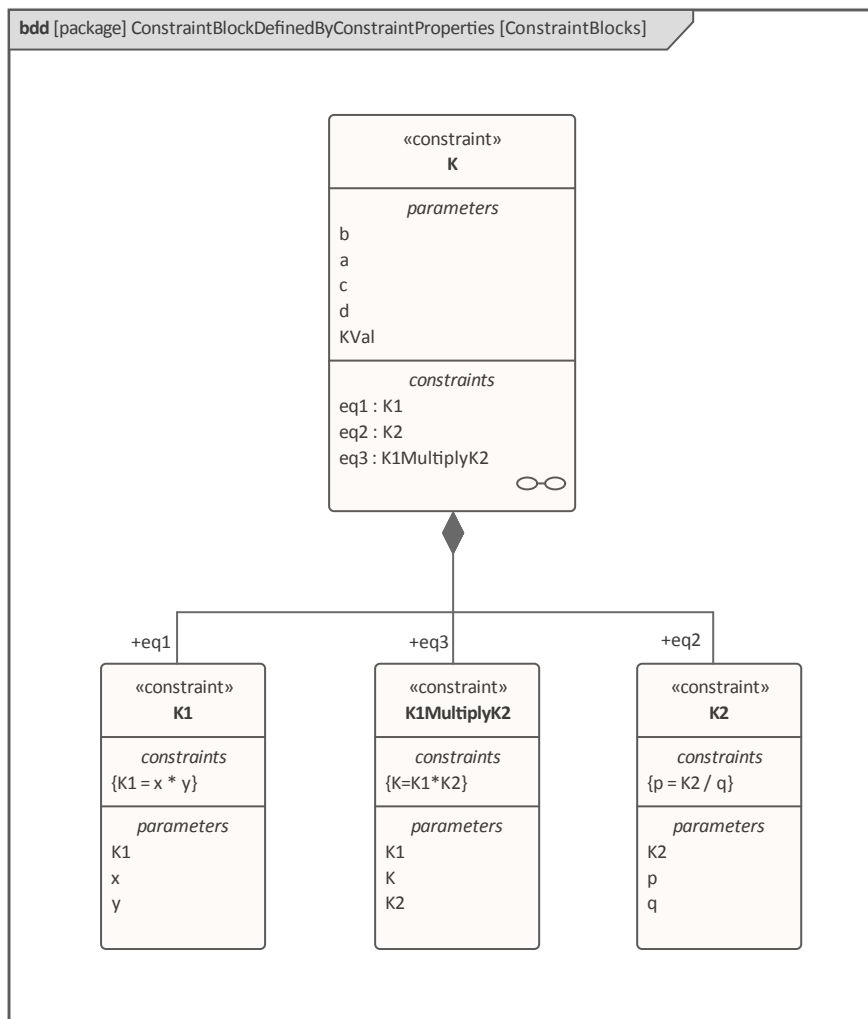 bdd [package] ConstraintBlockDefinedByConstraintProperties [ConstraintBlocks]
«constraint»
K
parameters
b
a
c
d
KVal
constraints
eq1 : K1
eq2 : K2
eq3 : K1MultiplyK2
+eq1
+eq3
+eq2
«constraint»
K1
constraints
{K1 = x * y}
parameters
K1
x
y
«constraint»
K1MultiplyK2
constraints
{K=K1*K2}
parameters
K1
K
K2
«constraint»
K2
constraints
{p = K2 / q}
parameters
K2
p
q